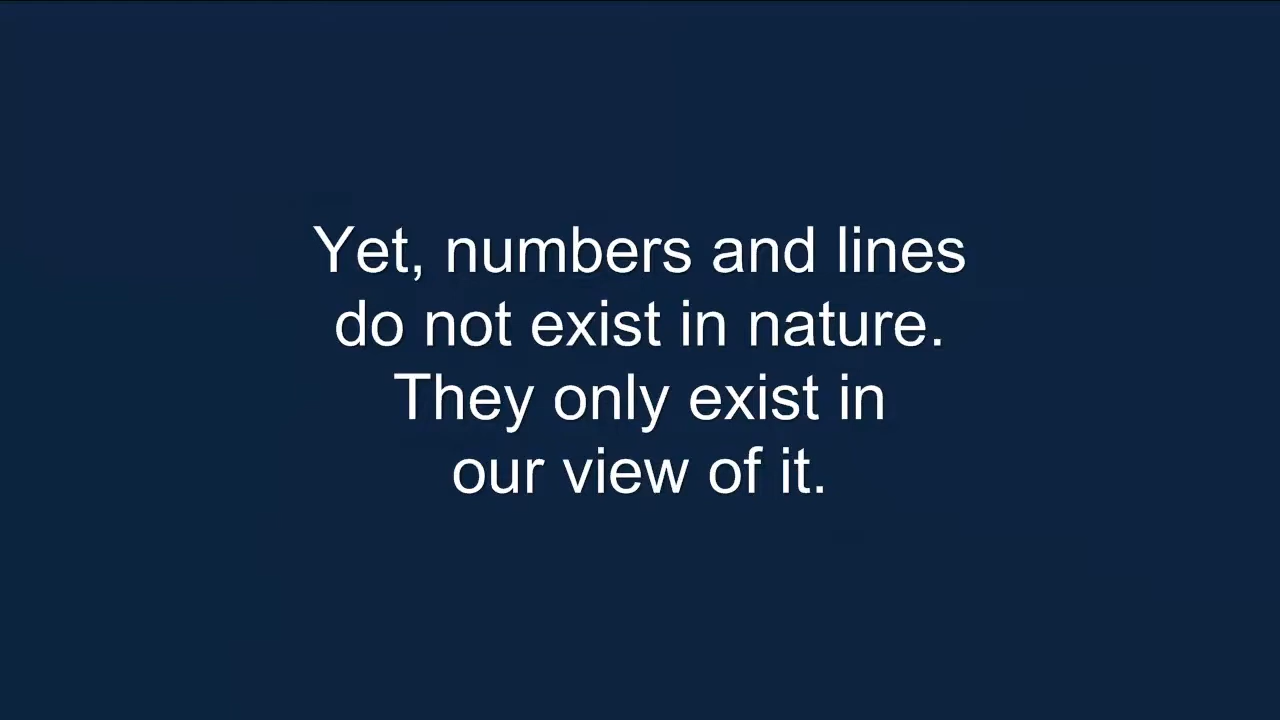 Yet, numbers and lines
do not exist in nature.
They only exist in
our view of it.